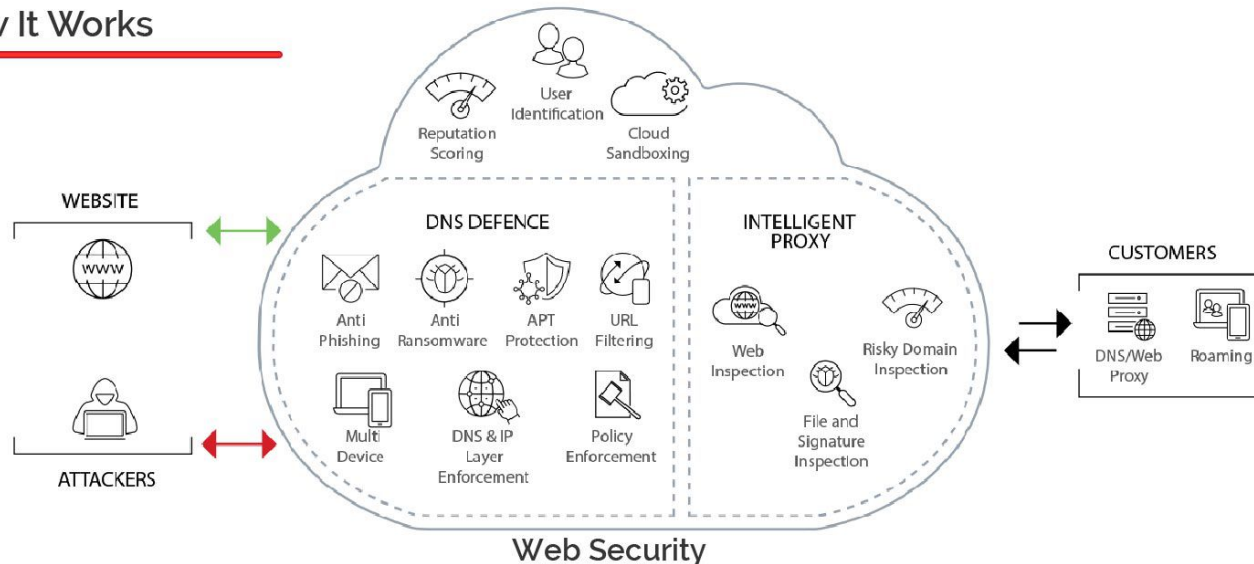 It Works
User
Identification
Reputation
Scoring
Cloud
Sandboxing
WEBSITE
www
ATTACKERS
DNS DEFENCE
Anti
Phishing
Anti
Ransomware
APT
Protection
URL
Filtering
Multi
Device
DNS & IP
Layer
Enforcement
Policy
Enforcement
INTELLIGENT
PROXY
www
Web
Inspection
Risky Domain
Inspection
File and
Signature
Inspection
CUSTOMERS
DNS/Web
Proxy
Roaming
Web Security